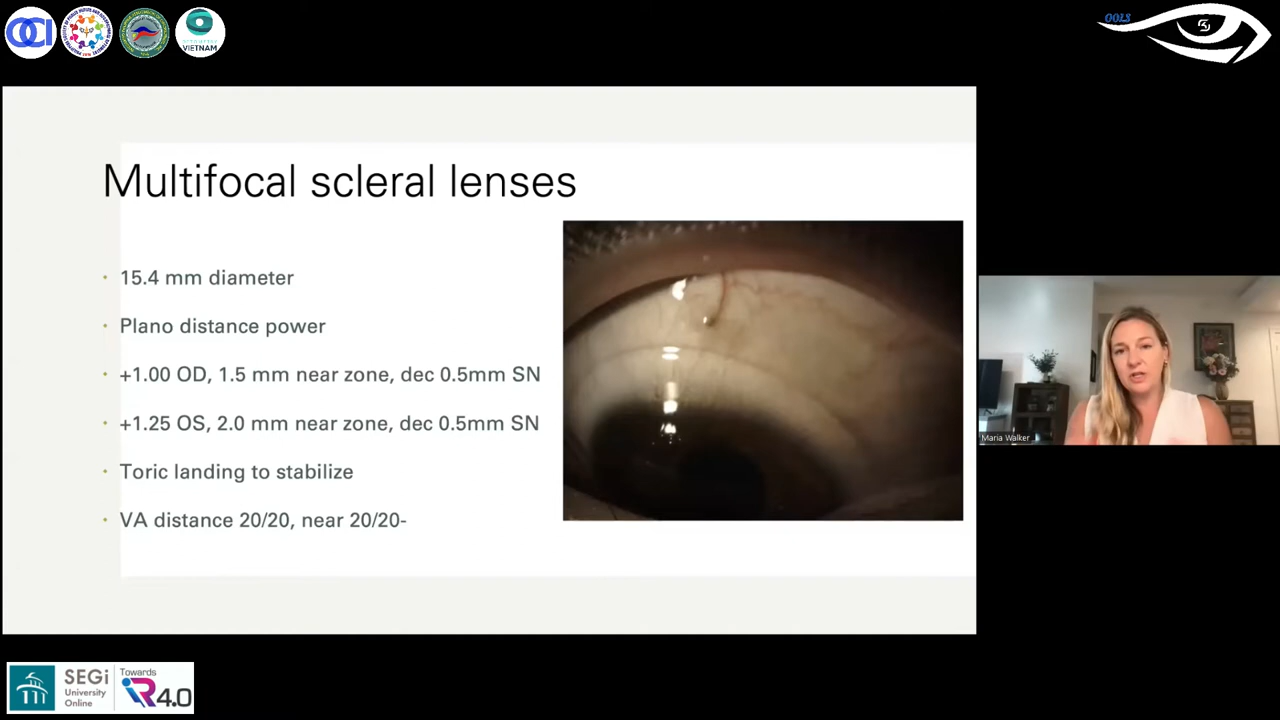 OCI
VIETNAM
OOLS
Multifocal scleral lenses
· 15.4 mm diameter
· Plano distance power
· +1.00 OD, 1.5 mm near zone, dec 0.5mm SN
· +1.25 OS, 2.0 mm near zone, dec 0.5mm SN
· Toric landing to stabilize
· VA distance 20/20, near 20/20-
Maria Walker
SEGi
University
Online
Towards
iR4.0